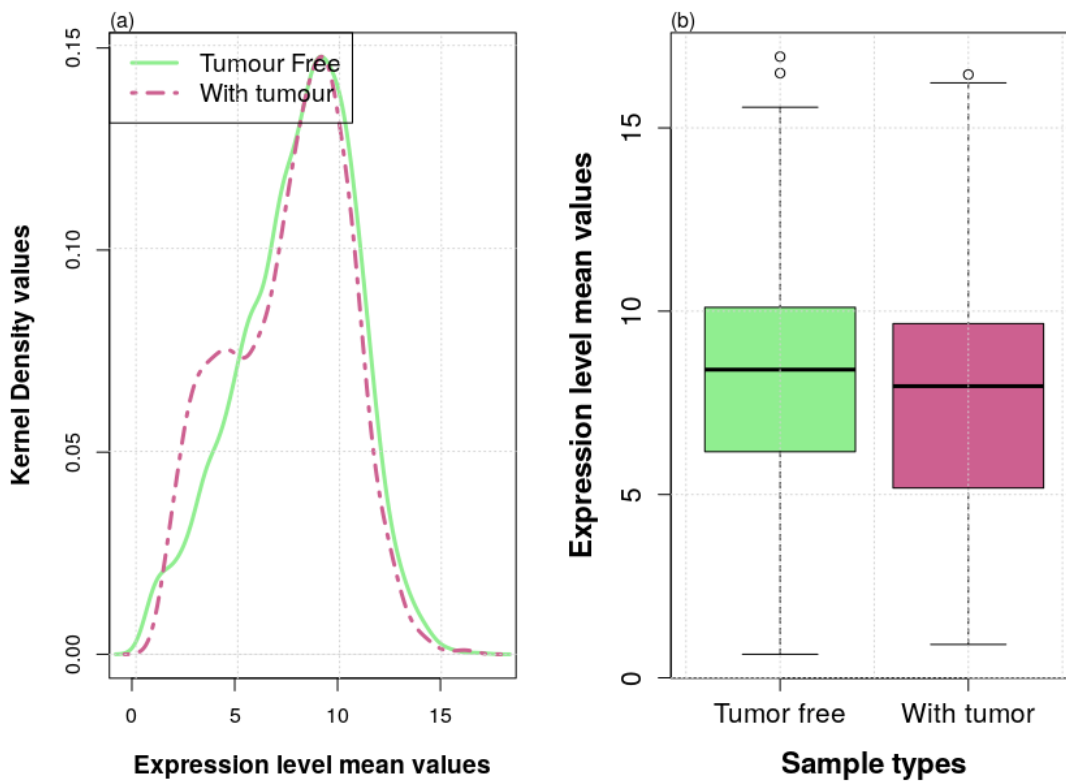 (a)
Tumour Free
With tumour
Kernel Density values
0.15
0.10
0.05
0.00
0
5
10
15
Expression level mean values
(b)
Expression level mean values
15
10
5
0
Tumor free
With tumor
Sample types